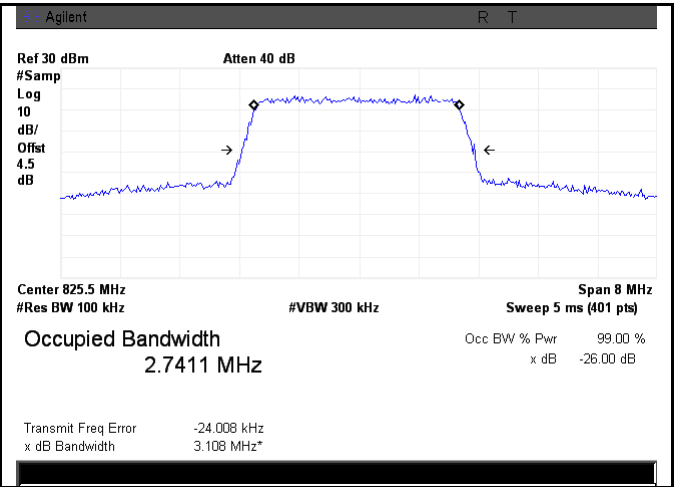 Agilent R T
Ref 30 dBm Atten 40 dB
#Samp
Log
10
dB/
Offst
4.5
dB
Center 825.5 MHz Span 8 MHz
#Res BW 100 kHz #VBW 300 kHz Sweep 5 ms (401 pts)
Occupied Bandwidth Occ BW % Pwr 99.00 %
2.7411 MHz x dB -26.00 dB
Transmit Freq Error -24.008 kHz
x dB Bandwidth 3.108 MHz*